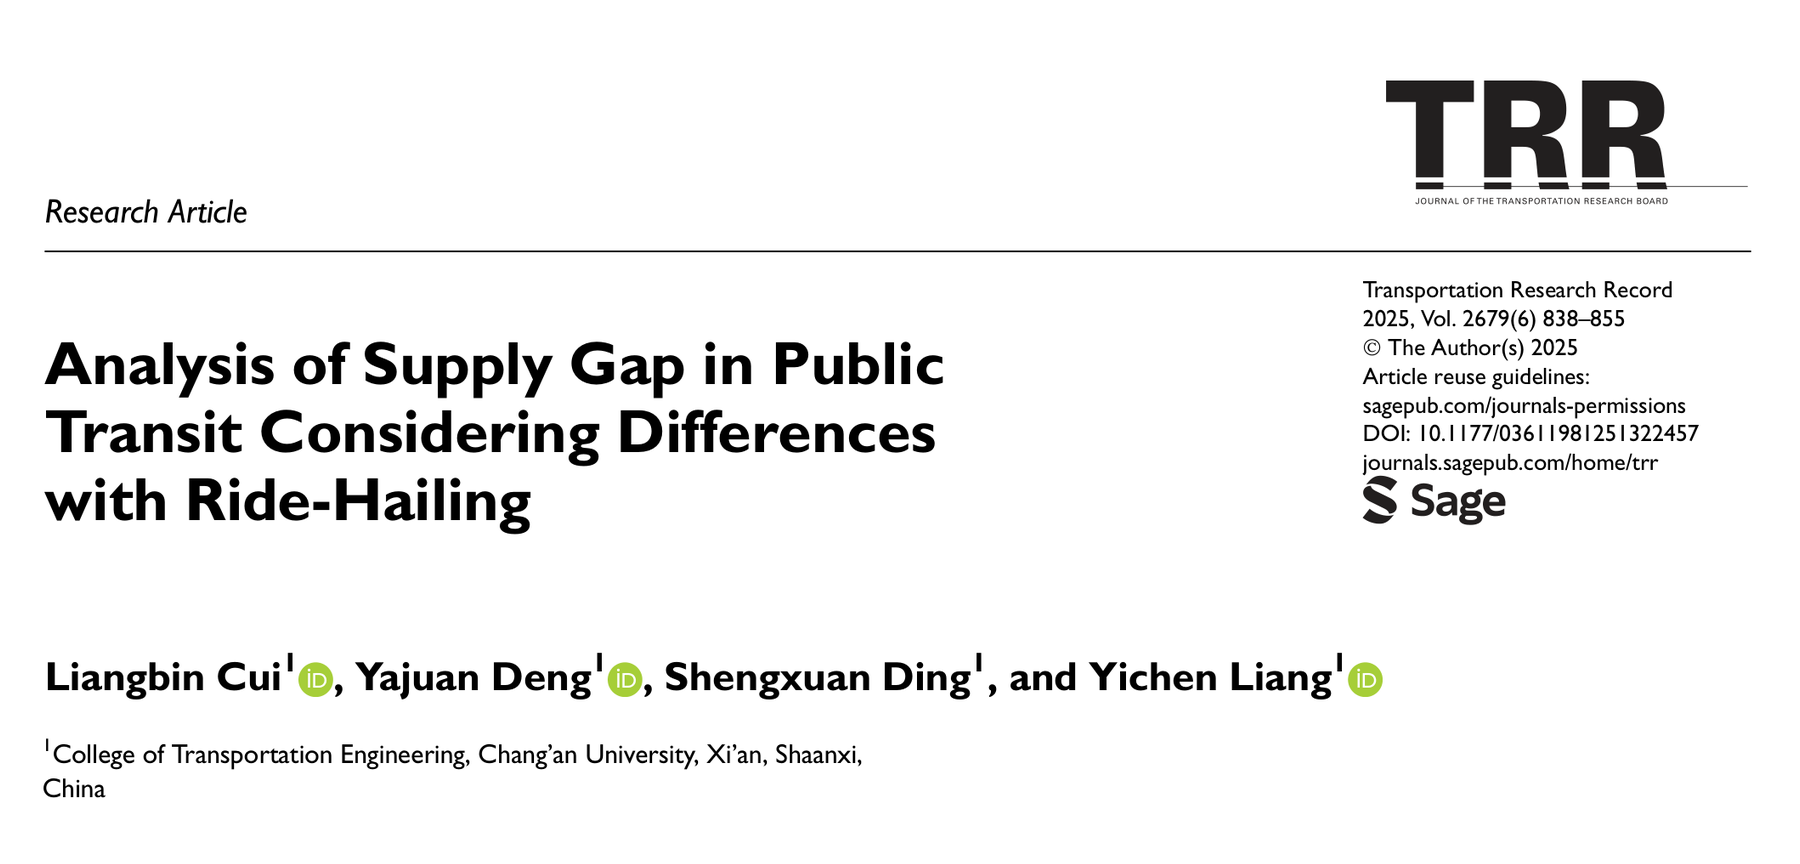 TRR
JOURNAL OF THE TRANSPORTATION RESEARCH BOARD
Research Article
Transportation Research Record
2025, Vol. 2679(6) 838–855
© The Author(s) 2025
Article reuse guidelines:
sagepub.com/journals-permissions
DOI: 10.1177/03611981251322457
journals.sagepub.com/home/trr
Sage
Analysis of Supply Gap in Public
Transit Considering Differences
with Ride-Hailing
Liangbin Cui¹ iD, Yajuan Deng¹ iD, Shengxuan Ding¹, and Yichen Liang¹ iD
¹College of Transportation Engineering, Chang’an University, Xi’an, Shaanxi,
China